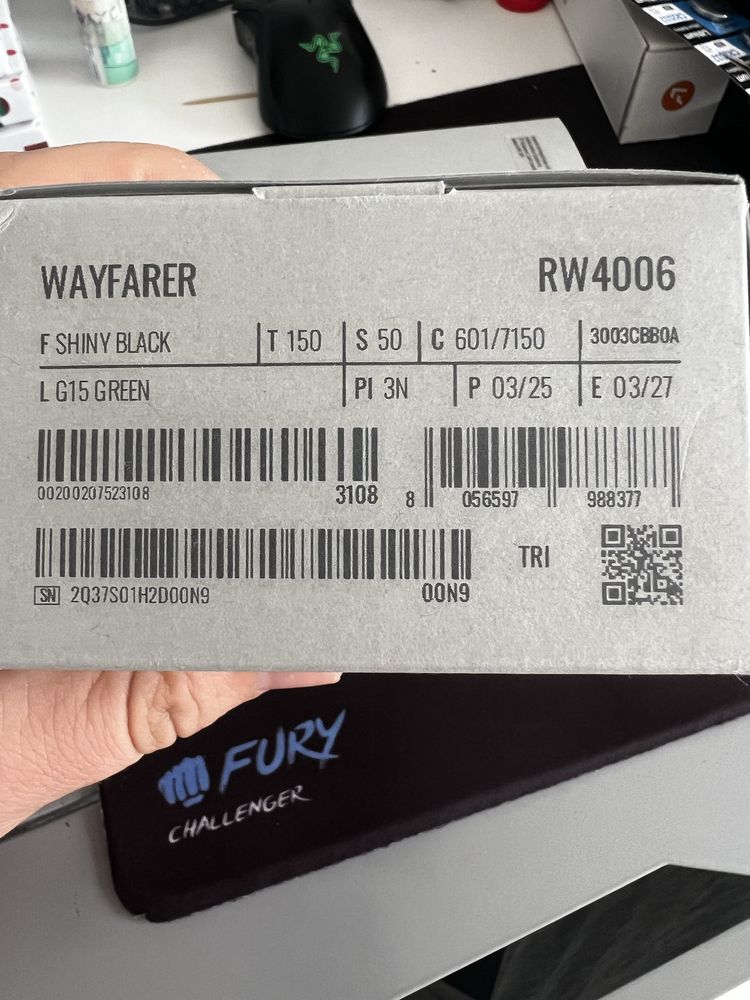 WAYFARER
RW4006
F SHINY BLACK T 150 S 50 C 601/7150 3003CBB0A
L G15 GREEN PI 3N P 03/25 E 03/27
00200207523108 3108
8 056597 988377
TRI
SN 2Q37S01H2D00N9 00N9
FURY
CHALLENGER